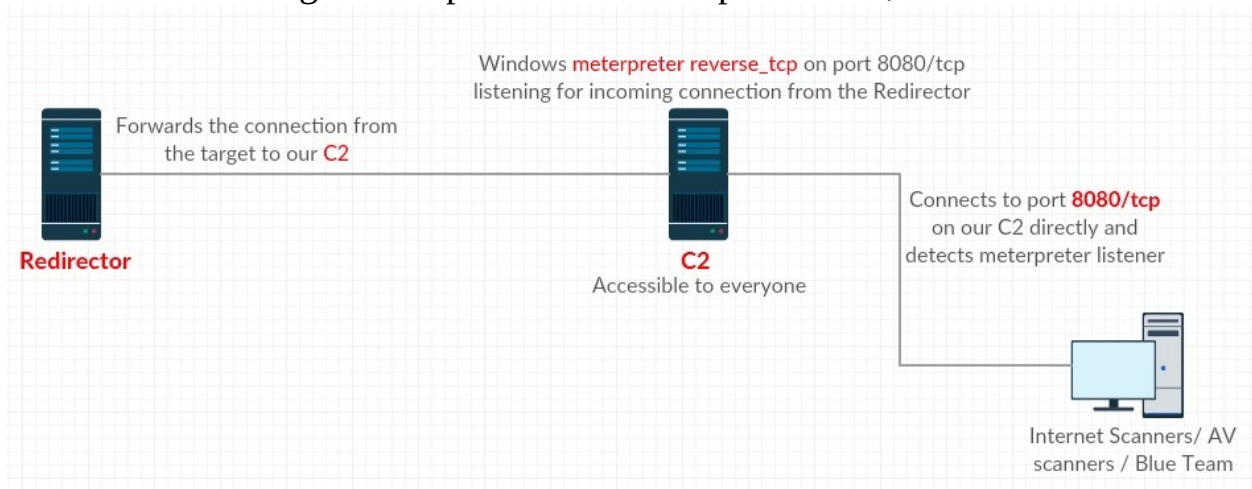 Windows meterpreter reverse_tcp on port 8080/tcp
listening for incoming connection from the Redirector
Forwards the connection from
the target to our C2
Redirector
C2
Accessible to everyone
Connects to port 8080/tcp
on our C2 directly and
detects meterpreter listener
Internet Scanners/ AV
scanners / Blue Team